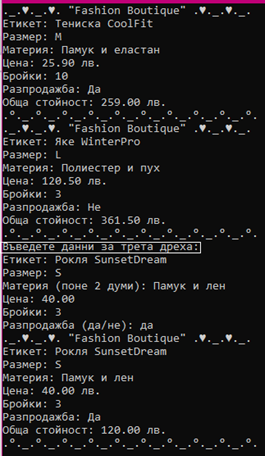 ._.♥._.♥. "Fashion Boutique" .♥._.♥._.
Етикет: Тениска CoolFit
Размер: M
Материя: Памук и еластан
Цена: 25.90 лв.
Бройки: 10
Разпродажба: Да
Обща стойност: 259.00 лв.
.°._.°._.°._.°._.°._.°._.°._.°._.°._.°.
._.♥._.♥. "Fashion Boutique" .♥._.♥._.
Етикет: Яке WinterPro
Размер: L
Материя: Полиестер и пух
Цена: 120.50 лв.
Бройки: 3
Разпродажба: Не
Обща стойност: 361.50 лв.
.°._.°._.°._.°._.°._.°._.°._.°._.°._.°.
Въведете данни за трета дреха:
Етикет: Рокля SunsetDream
Размер: S
Материя (поне 2 думи): Памук и лен
Цена: 40.00
Бройки: 3
Разпродажба (да/не): да
._.♥._.♥. "Fashion Boutique" .♥._.♥._.
Етикет: Рокля SunsetDream
Размер: S
Материя: Памук и лен
Цена: 40.00 лв.
Бройки: 3
Разпродажба: Да
Обща стойност: 120.00 лв.
.°._.°._.°._.°._.°._.°._.°._.°._.°._.°.